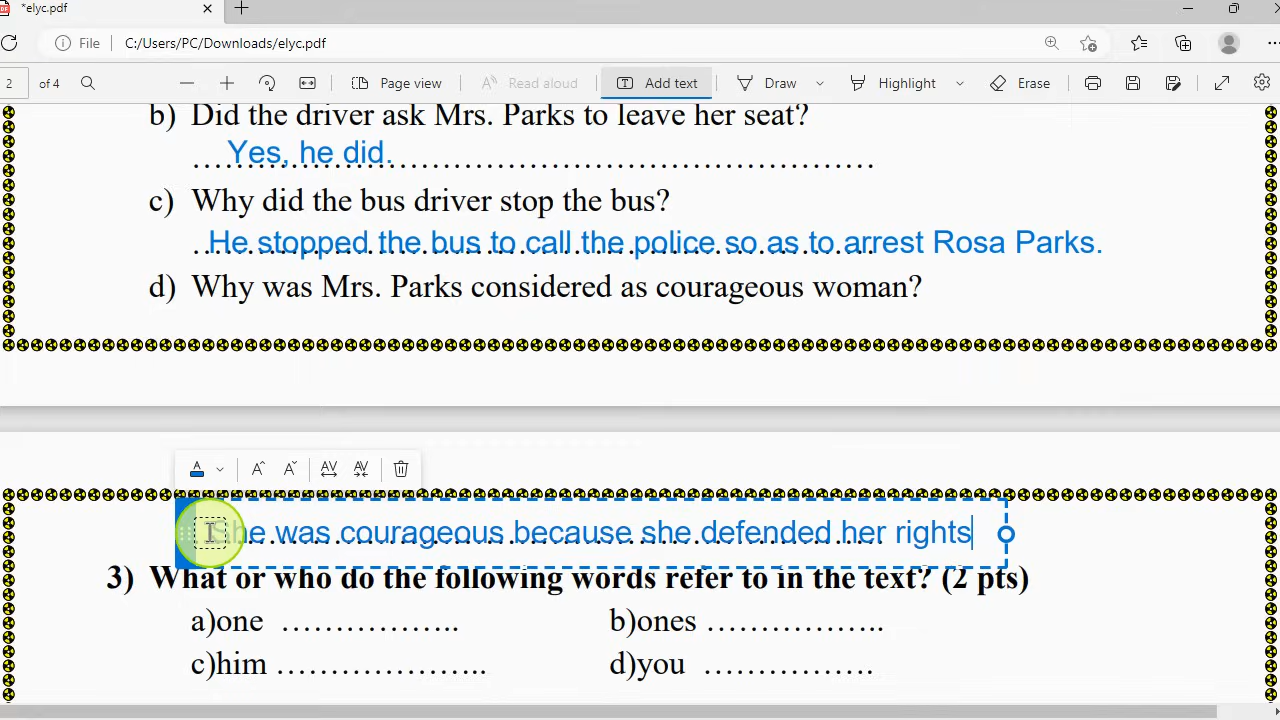 *elyc.pdf
File C:/Users/PC/Downloads/elyc.pdf
2 of 4 Page view Read aloud Add text Draw Highlight Erase
b) Did the driver ask Mrs. Parks to leave her seat?
Yes, he did.
c) Why did the bus driver stop the bus?
He stopped the bus to call the police so as to arrest Rosa Parks.
d) Why was Mrs. Parks considered as courageous woman?
She was courageous because she defended her rights
3) What or who do the following words refer to in the text? (2 pts)
a)one …………….. b)ones ……………..
c)him ……………….. d)you ………………